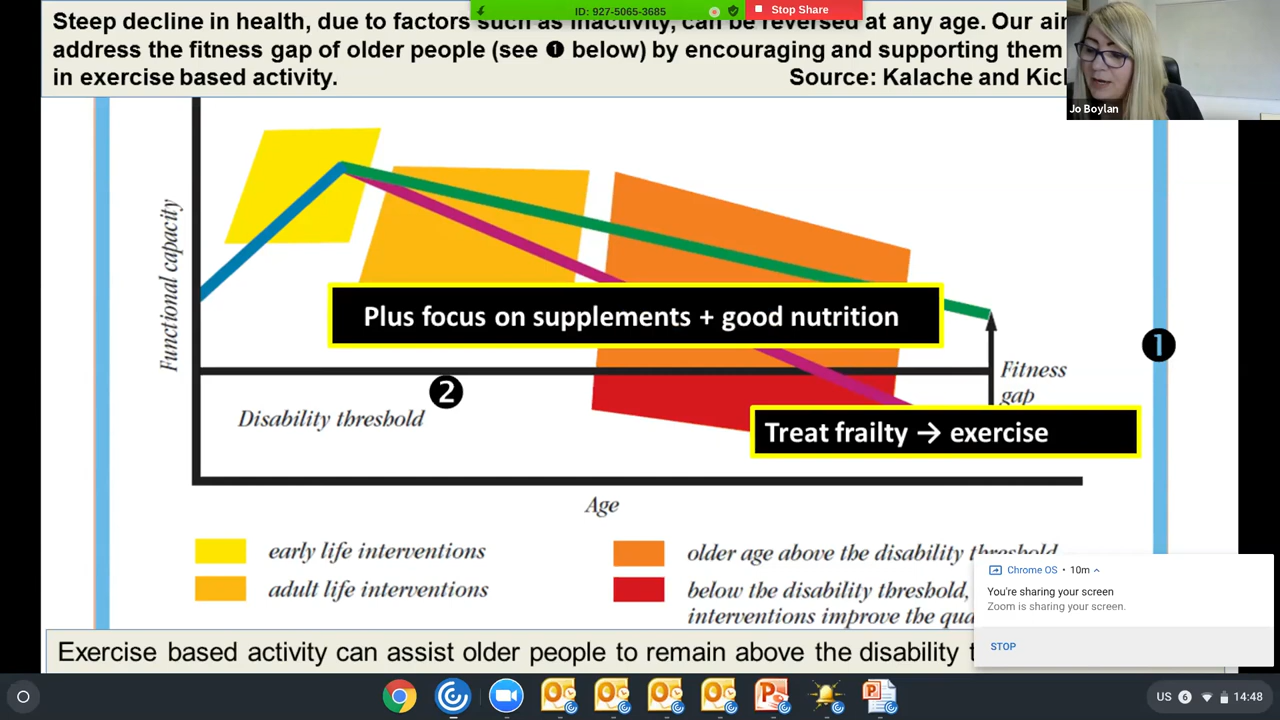 ID: 927-5065-3685
Stop Share
Steep decline in health, due to factors such as inactivity, can be reversed at any age. Our
address the fitness gap of older people (see ❶ below) by encouraging and supporting them
in exercise based activity.
Source: Kalache and
Jo Boylan
Functional capacity
Plus focus on supplements + good nutrition
1
Fitness
gap
2
Disability threshold
Treat frailty → exercise
Age
early life interventions
older age above the disability threshold
adult life interventions
below the disability threshold,
interventions improve the
Chrome OS • 10m
You're sharing your screen
Zoom is sharing your screen.
STOP
Exercise based activity can assist older people to remain above the disability
US 6 14:48